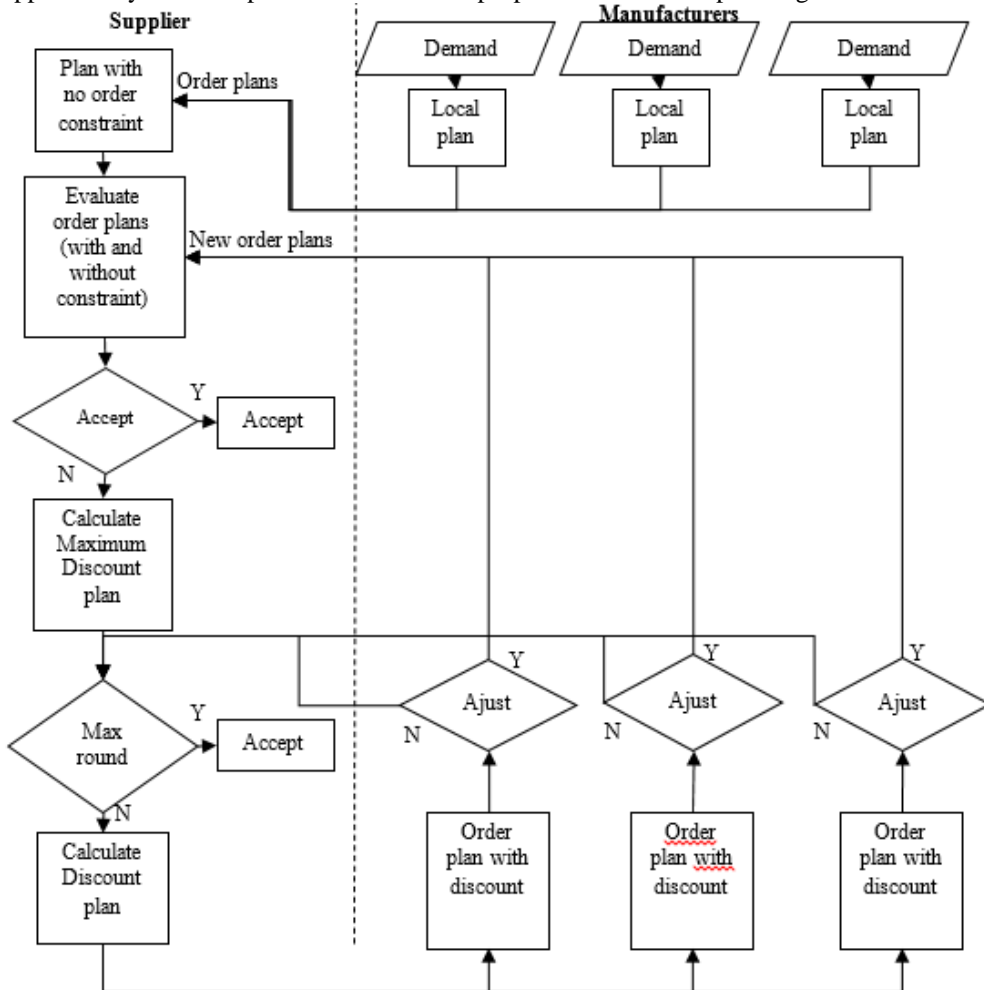 Supplier
Manufacturers
Demand
Demand
Demand
Plan with
no order
constraint
Order plans
Local
plan
Local
plan
Local
plan
Evaluate
order plans
(with and
without
constraint)
New order plans
Accept
Y
Accept
N
Calculate
Maximum
Discount
plan
Max
round
Y
Accept
N
Ajust
Y
N
Ajust
Y
N
Ajust
Y
N
Calculate
Discount
plan
Order
plan with
discount
Order
plan with
discount
Order
plan with
discount